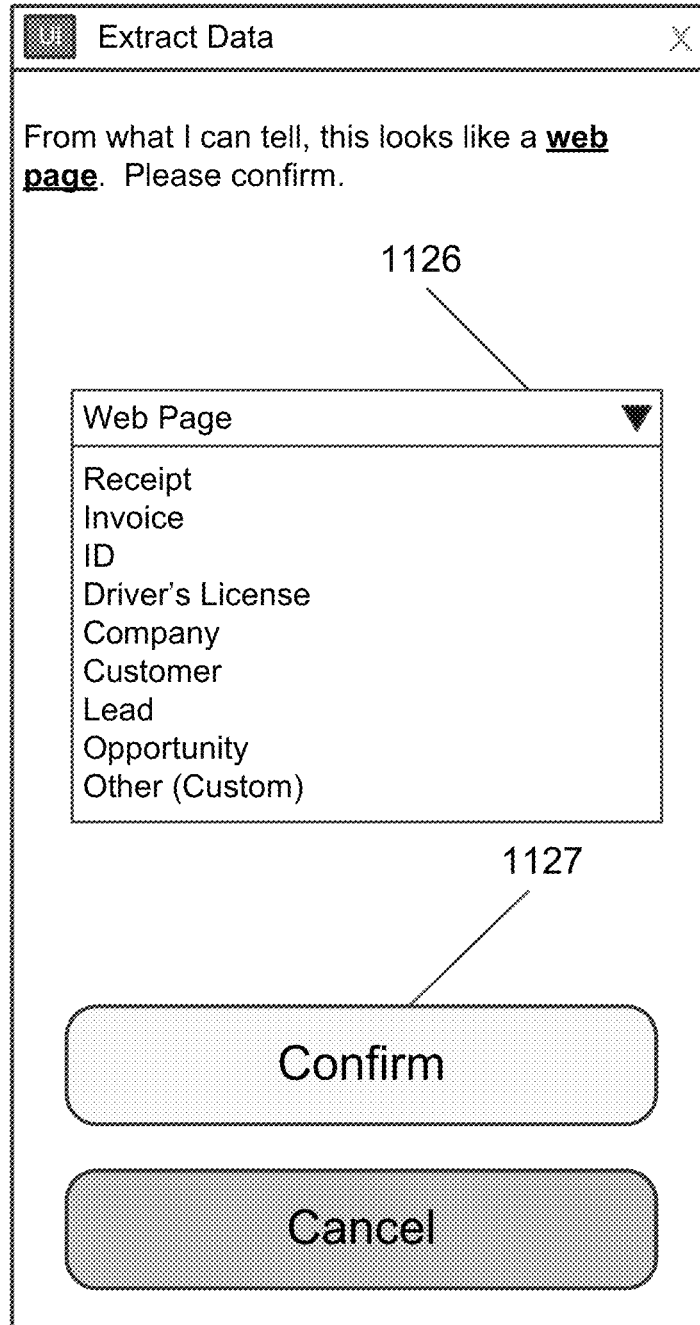 Ui Extract Data X
From what I can tell, this looks like a web
page. Please confirm.
1126
Web Page
Receipt
Invoice
ID
Driver's License
Company
Customer
Lead
Opportunity
Other (Custom)
1127
Confirm
Cancel